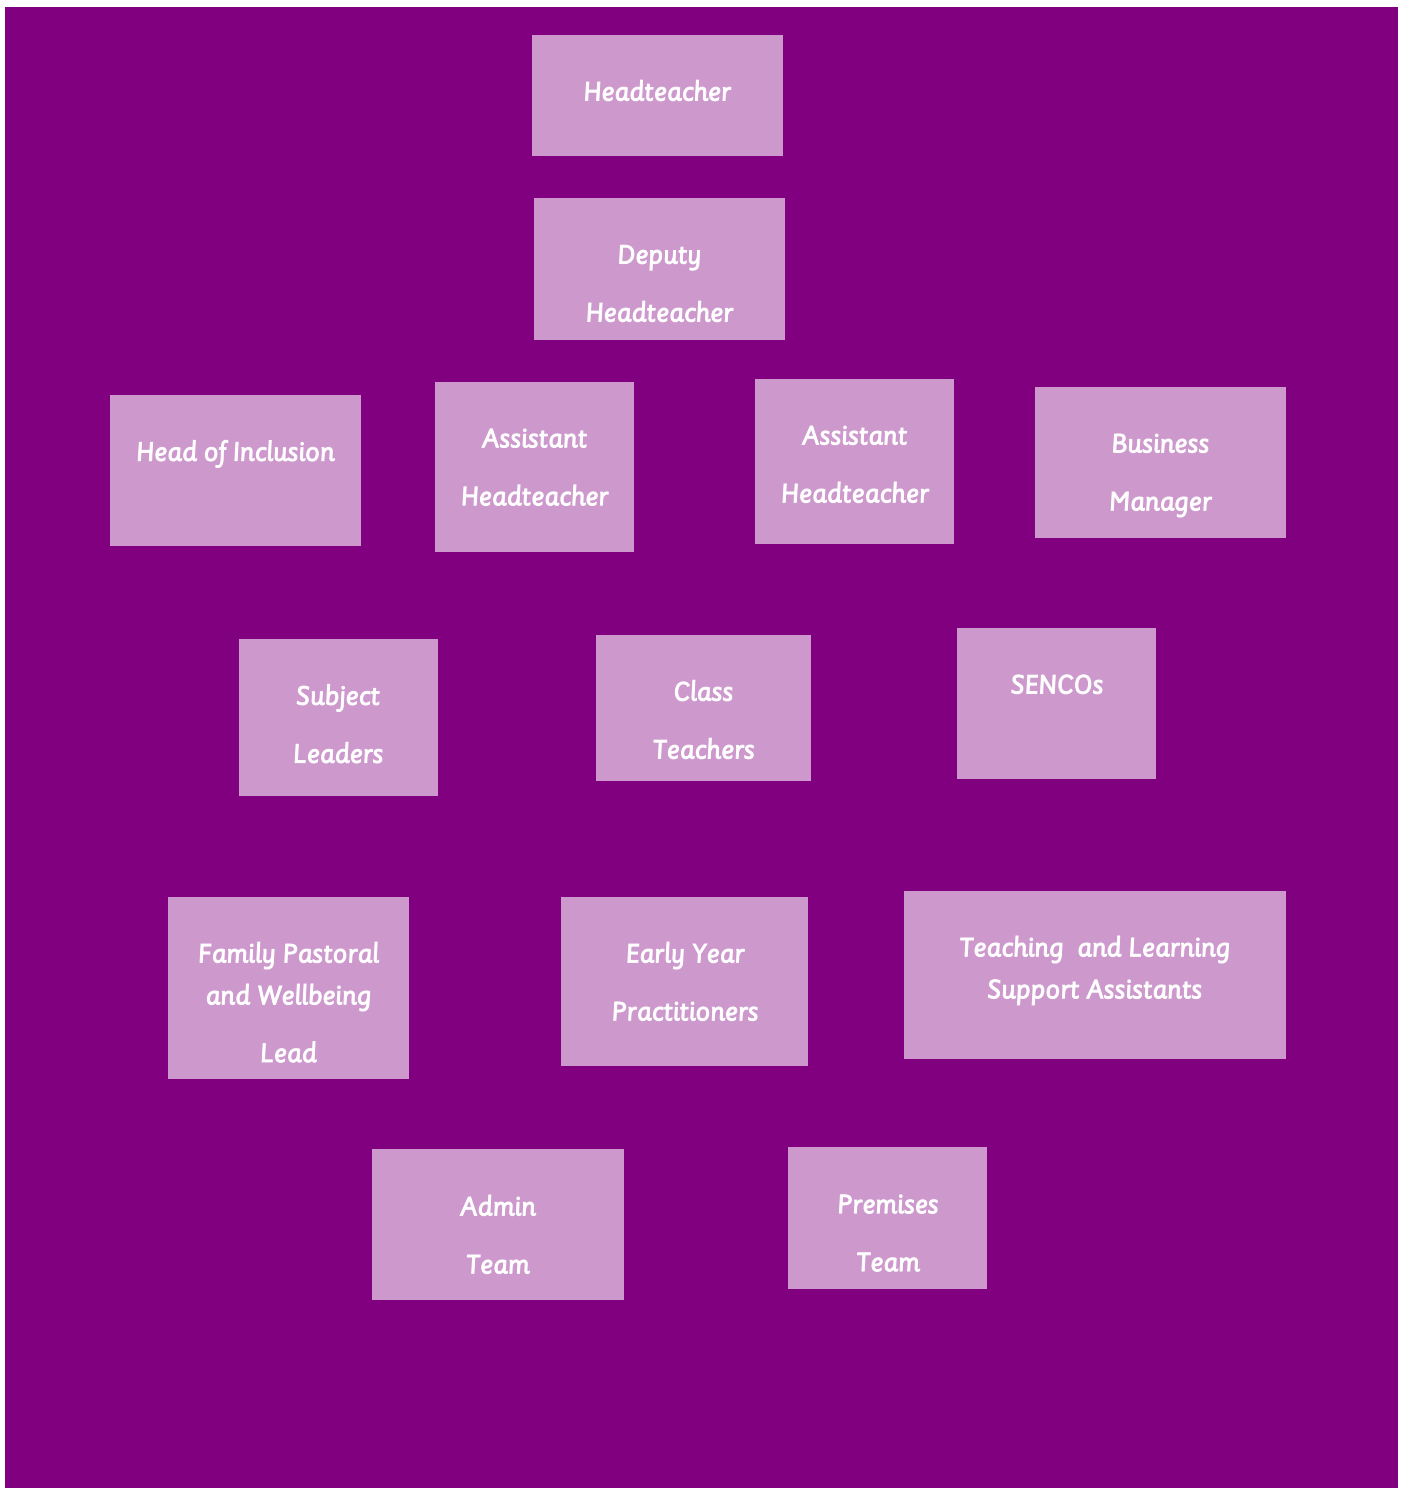 Headteacher
Deputy
Headteacher
Head of Inclusion
Assistant
Headteacher
Assistant
Headteacher
Business
Manager
Subject
Leaders
Class
Teachers
SENCOs
Family Pastoral
and Wellbeing
Lead
Early Year
Practitioners
Teaching  and Learning
Support Assistants
Admin
Team
Premises
Team